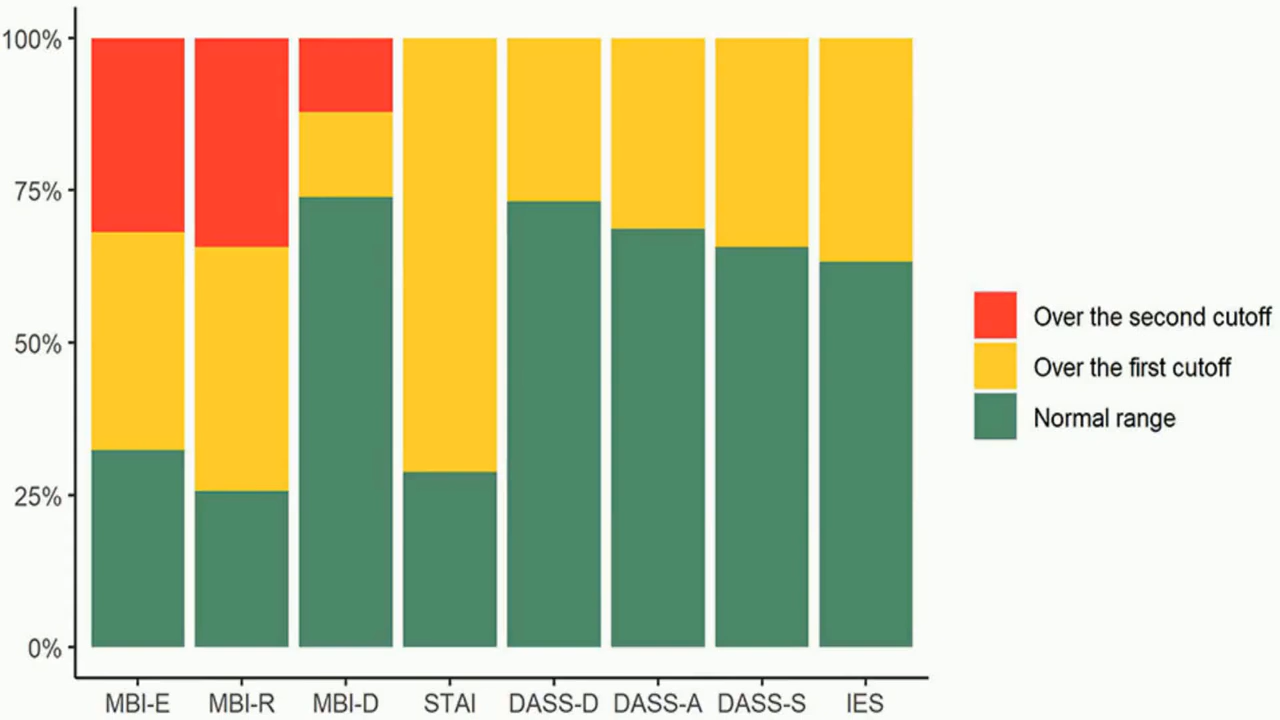 100%
75%
50%
25%
0%
MBI-E MBI-R MBI-D STAI DASS-D DASS-A DASS-S IES
Over the second cutoff
Over the first cutoff
Normal range